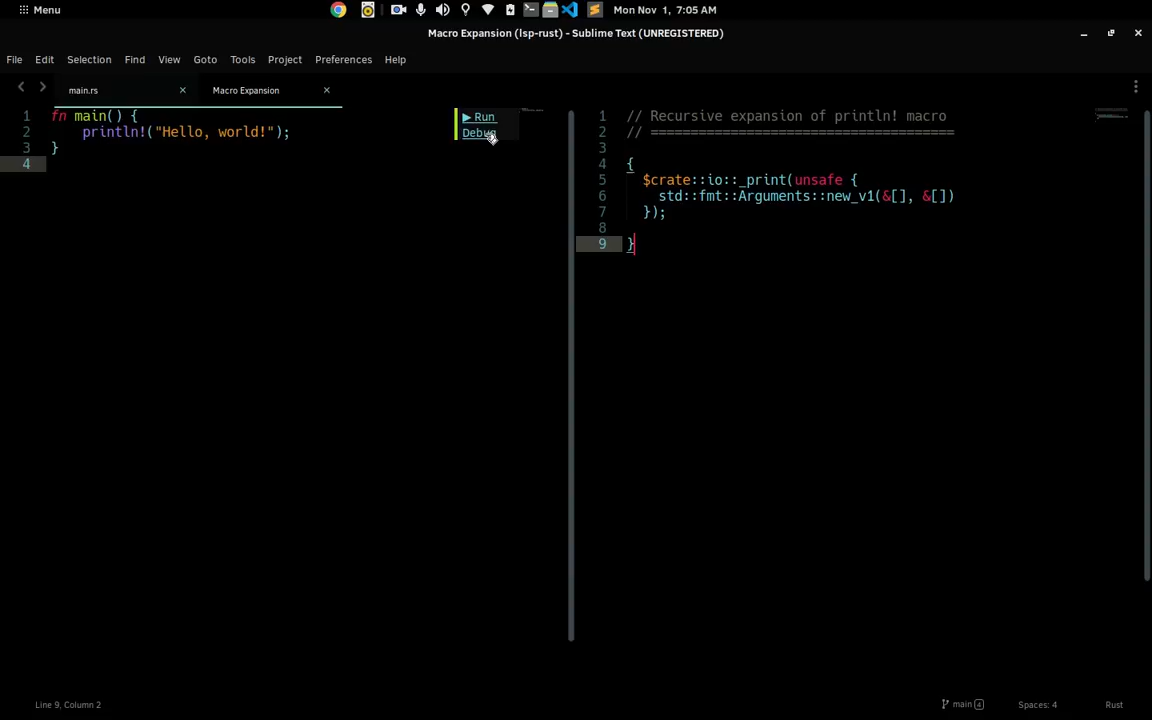 Menu
Mon Nov 1, 7:05 AM
Macro Expansion (lsp-rust) - Sublime Text (UNREGISTERED)
File Edit Selection Find View Goto Tools Project Preferences Help
main.rs Macro Expansion
1 fn main() {
2 println!("Hello, world!");
3 }
4
▶ Run
Debug
1 // Recursive expansion of println! macro
2 // ======================================
3
4 {
5 $crate::io::_print(unsafe {
6 std::fmt::Arguments::new_v1(&[], &[])
7 });
8
9 }
Line 9, Column 2
main 4
Spaces: 4
Rust